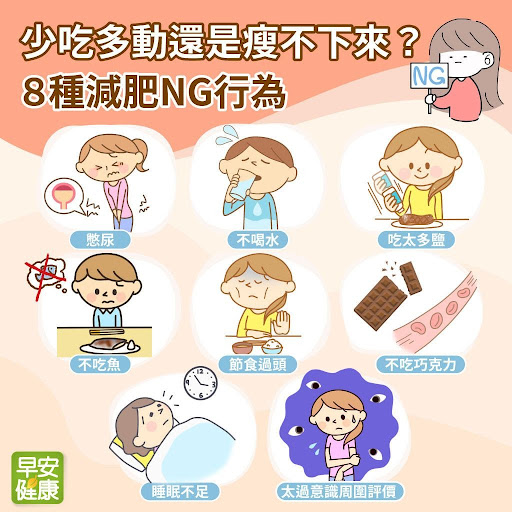 少吃多動還是瘦不下來？
8種減肥NG行為
NG
憋尿
不喝水
吃太多鹽
不吃魚
節食過頭
不吃巧克力
睡眠不足
太過意識周圍評價
早安
健康